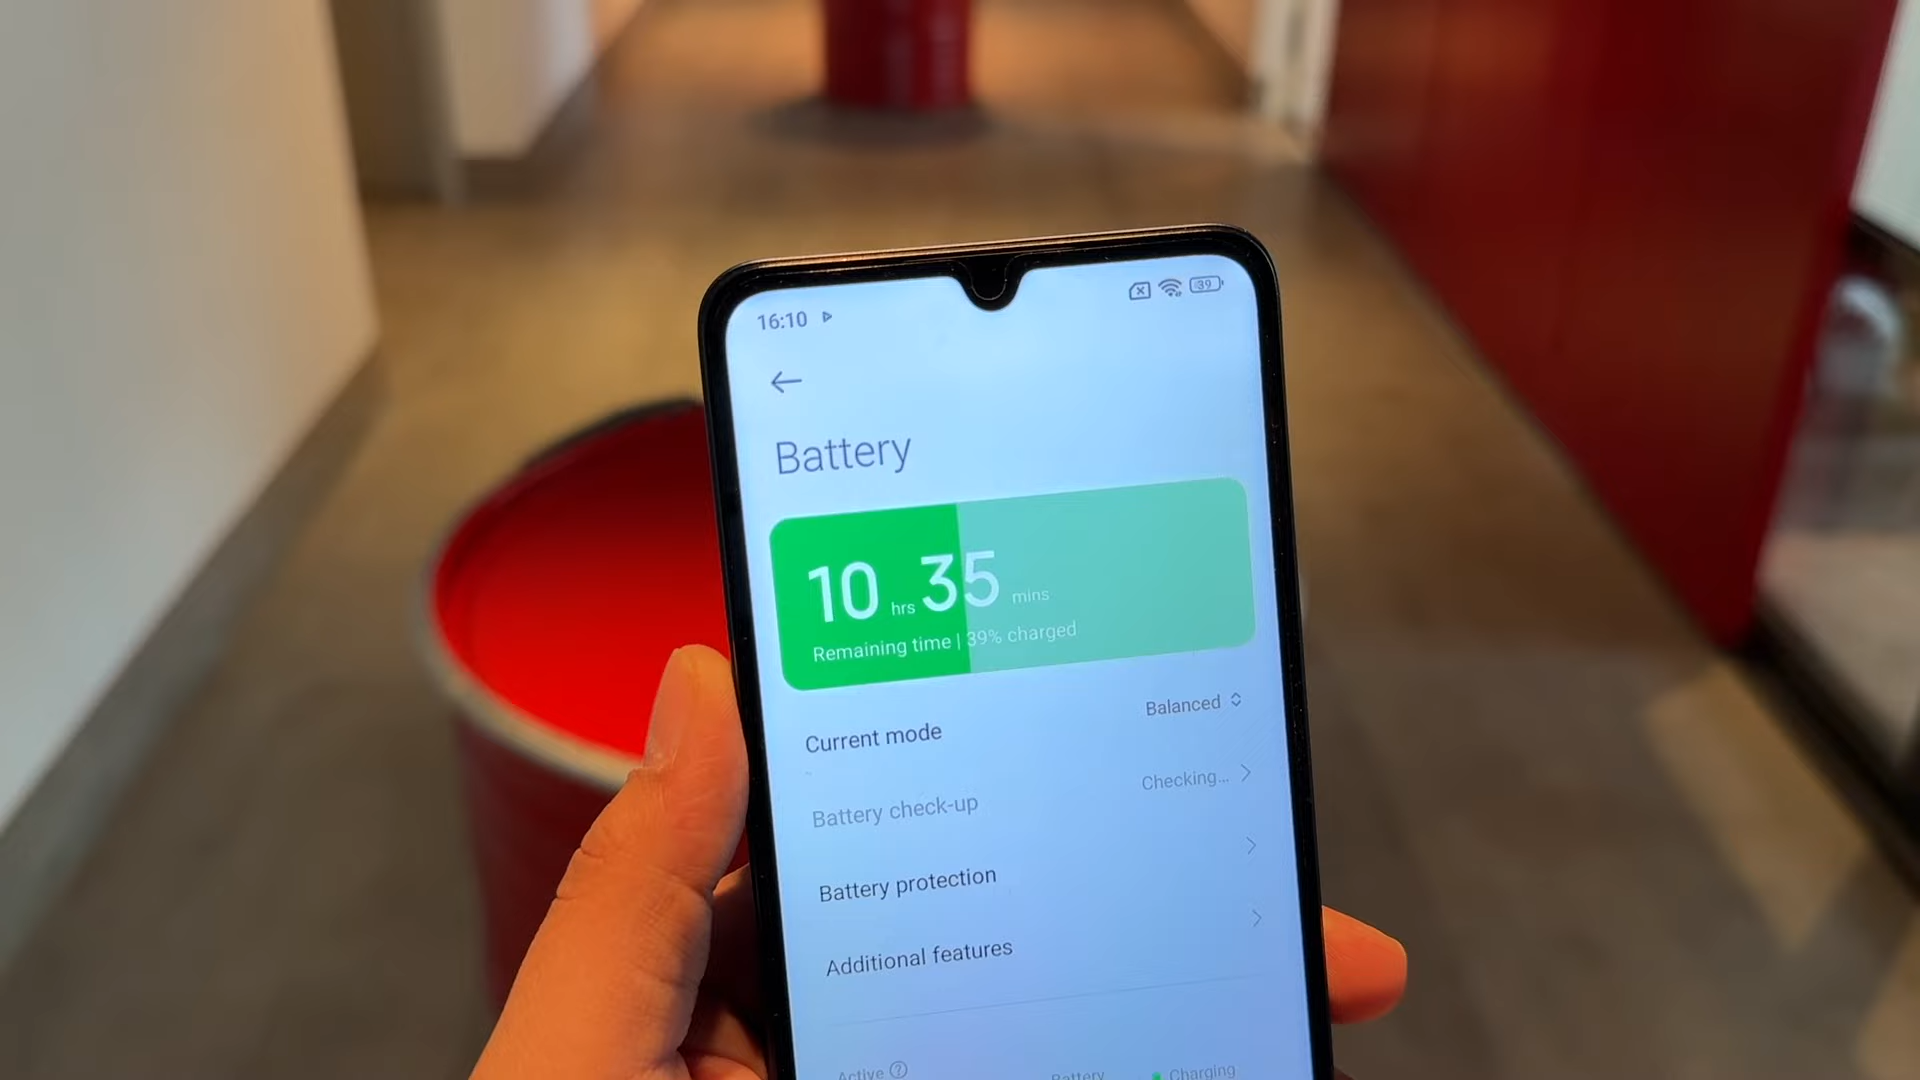 16:10 39
Battery
10 hrs 35 mins
Remaining time | 39% charged
Current mode Balanced
Battery check-up Checking...
Battery protection
Additional features
Active Battery Charging